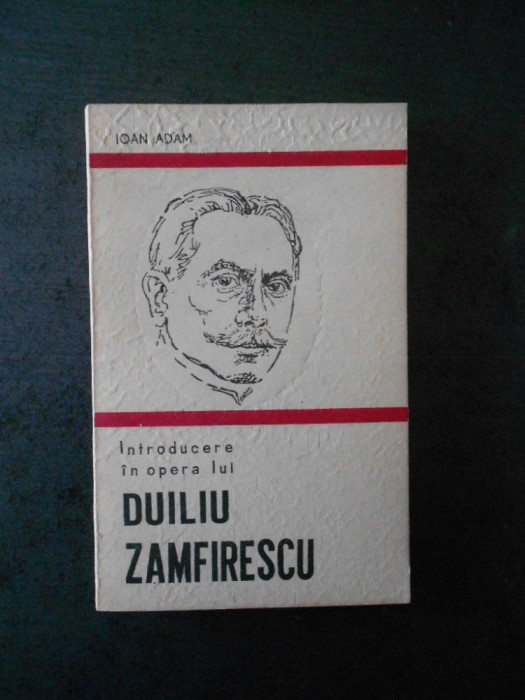 IOAN ADAM
Introducere
în opera lui
DUILIU
ZAMFIRESCU